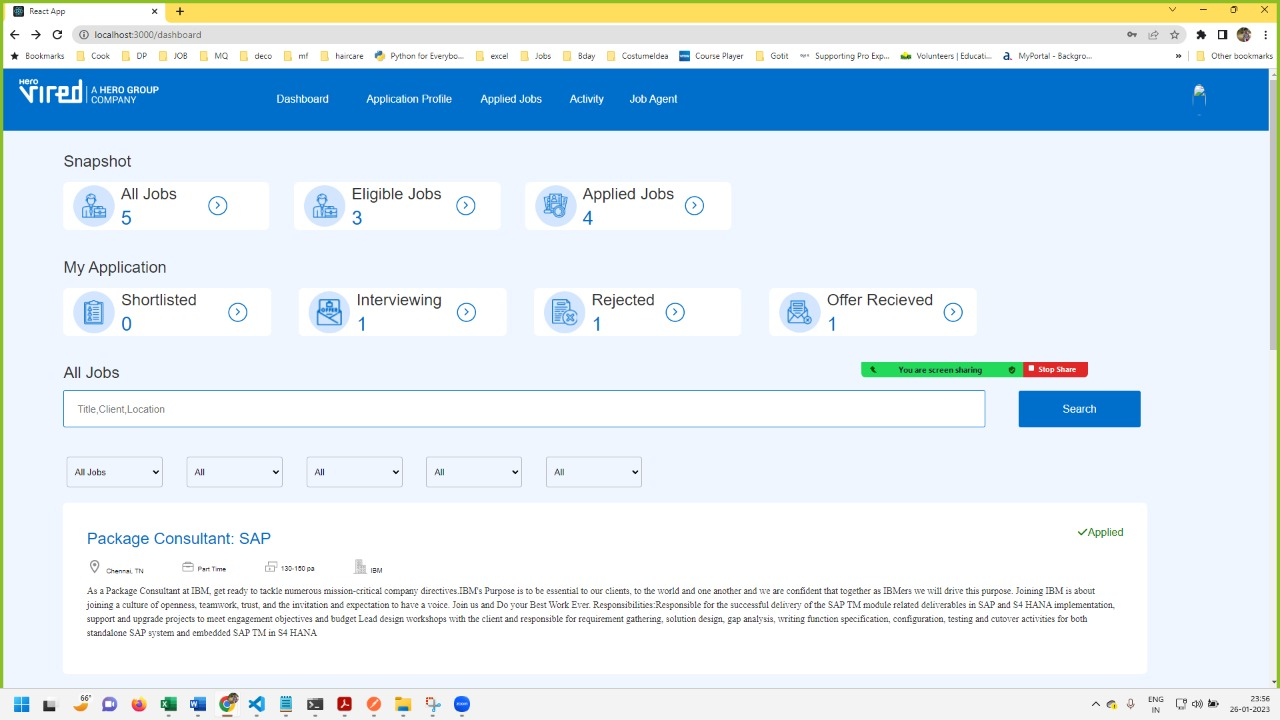 React App
localhost:3000/dashboard
Bookmarks Cook DP JOB MQ deco mf haircare Python for Everybo... excel Jobs Bday CostumeIdea Course Player Gotit Supporting Pro Exp... Volunteers | Educati... MyPortal - Backgro... » Other bookmarks
Hero
vired A HERO GROUP
COMPANY
Dashboard Application Profile Applied Jobs Activity Job Agent
Snapshot
All Jobs Eligible Jobs Applied Jobs
5 3 4
My Application
Shortlisted Interviewing Rejected Offer Recieved
0 1 1 1
All Jobs
You are screen sharing Stop Share
Title,Client,Location Search
All Jobs All All All All
Package Consultant: SAP
Applied
Chennai, TN Part Time 130-150 pa IBM
As a Package Consultant at IBM, get ready to tackle numerous mission-critical company directives.IBM's Purpose is to be essential to our clients, to the world and one another and we are confident that together as IBMers we will drive this purpose. Joining IBM is about
joining a culture of openness, teamwork, trust, and the invitation and expectation to have a voice. Join us and Do your Best Work Ever. Responsibilities:Responsible for the successful delivery of the SAP TM module related deliverables in SAP and S4 HANA implementation,
support and upgrade projects to meet engagement objectives and budget Lead design workshops with the client and responsible for requirement gathering, solution design, gap analysis, writing function specification, configuration, testing and cutover activities for both
standalone SAP system and embedded SAP TM in S4 HANA
66°
ENG
IN
23:56
26-01-2023